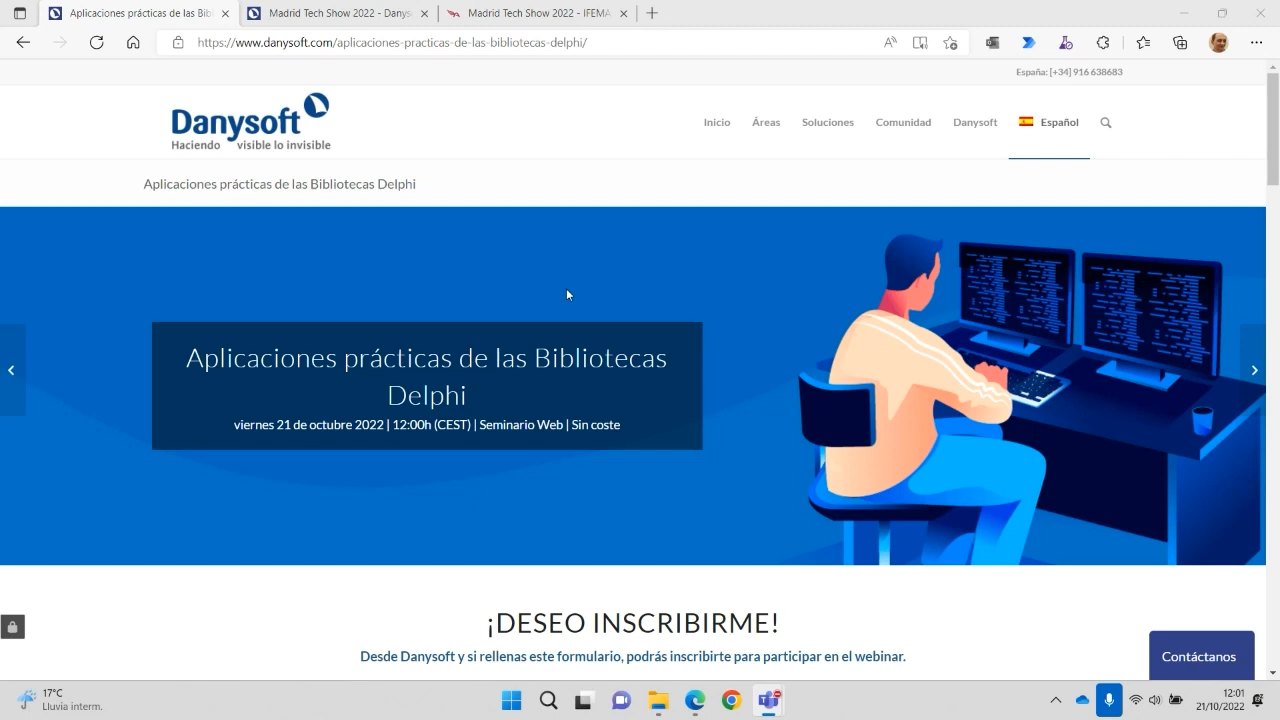 Aplicaciones prácticas de las Bibl
Madrid Tech Show 2022 - Danys
Madrid Tech Show 2022 - IFEMA
https://www.danysoft.com/aplicaciones-practicas-de-las-bibliotecas-delphi/
España: [+34] 916 638683
Danysoft
Haciendo visible lo invisible
Inicio
Áreas
Soluciones
Comunidad
Danysoft
Español
Aplicaciones prácticas de las Bibliotecas Delphi
Aplicaciones prácticas de las Bibliotecas
Delphi
viernes 21 de octubre 2022 | 12:00h (CEST) | Seminario Web | Sin coste
¡DESEO INSCRIBIRME!
Desde Danysoft y si rellenas este formulario, podrás inscribirte para participar en el webinar.
Contáctanos
17°C
Lluvia interm.
12:01
21/10/2022